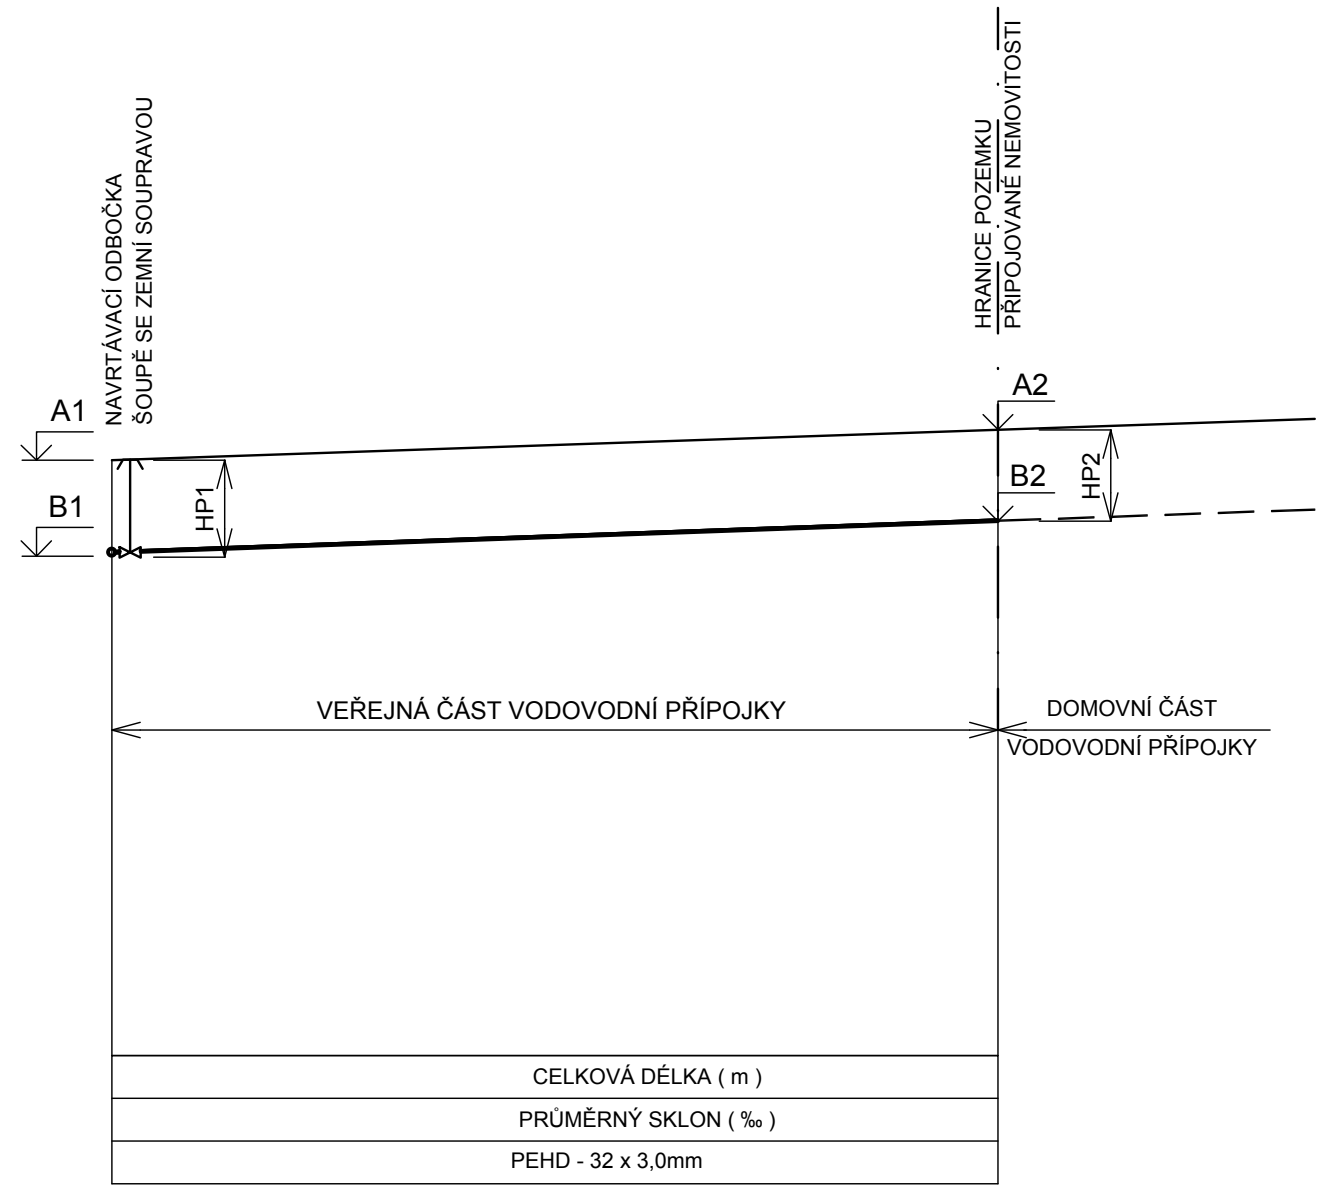 NAVRTÁVACÍ ODBOČKA
ŠOUPĚ SE ZEMNÍ SOUPRAVOU
HRANICE POZEMKU
PŘIPOJOVANÉ NEMOVITOSTI
A1
A2
B1
B2
HP1
HP2
VEŘEJNÁ ČÁST VODOVODNÍ PŘÍPOJKY
DOMOVNÍ ČÁST
VODOVODNÍ PŘÍPOJKY
CELKOVÁ DÉLKA ( m )
PRŮMĚRNÝ SKLON ( ‰ )
PEHD - 32 x 3,0mm